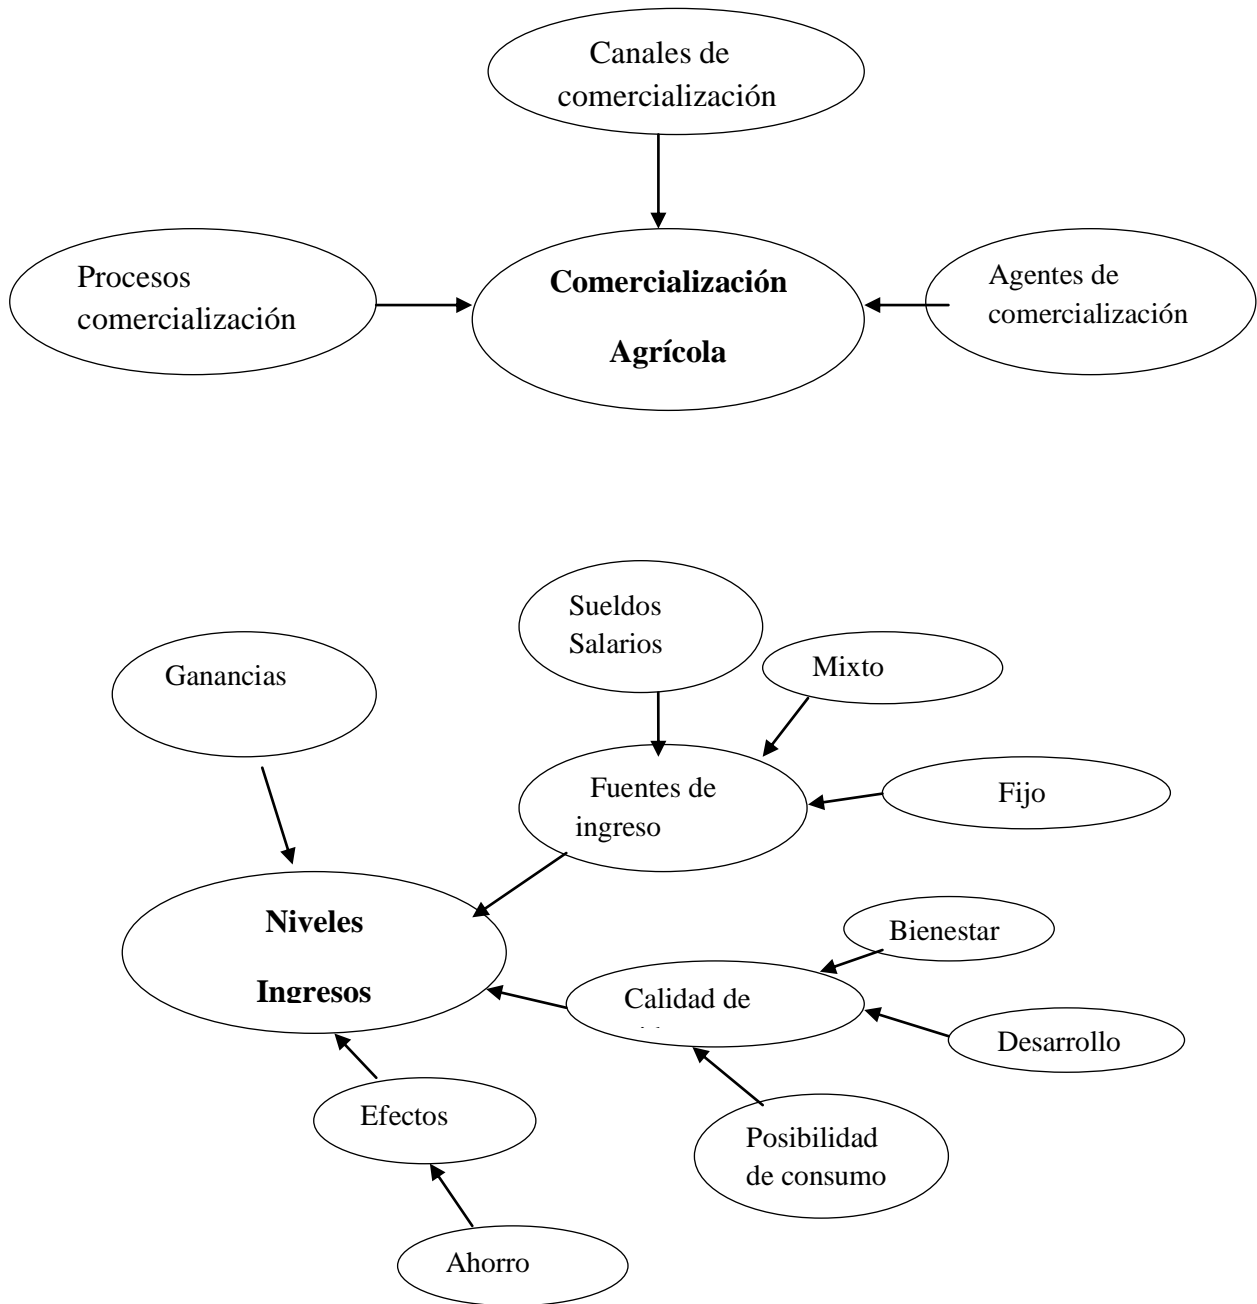 Canales de
comercialización
Procesos
comercialización
Comercialización
Agrícola
Agentes de
comercialización
Sueldos
Salarios
Mixto
Ganancias
Fuentes de
ingreso
Fijo
Niveles
Ingresos
Bienestar
Calidad de
Desarrollo
Efectos
Posibilidad
de consumo
Ahorro